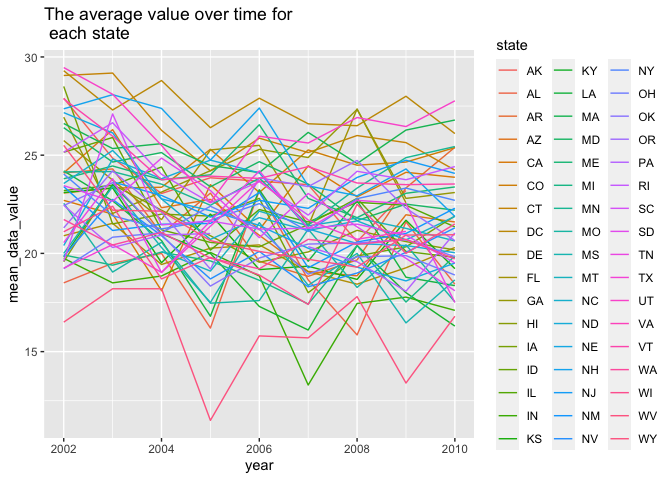 The average value over time for
each state
mean_data_value
30
25
20
15
2002
2004
2006
2008
2010
year
state
AK
AL
AR
AZ
CA
CO
CT
DC
DE
FL
GA
HI
IA
ID
IL
IN
KS
KY
LA
MA
MD
ME
MI
MN
MO
MS
MT
NC
ND
NE
NH
NJ
NM
NV
NY
OH
OK
OR
PA
RI
SC
SD
TN
TX
UT
VA
VT
WA
WI
WV
WY